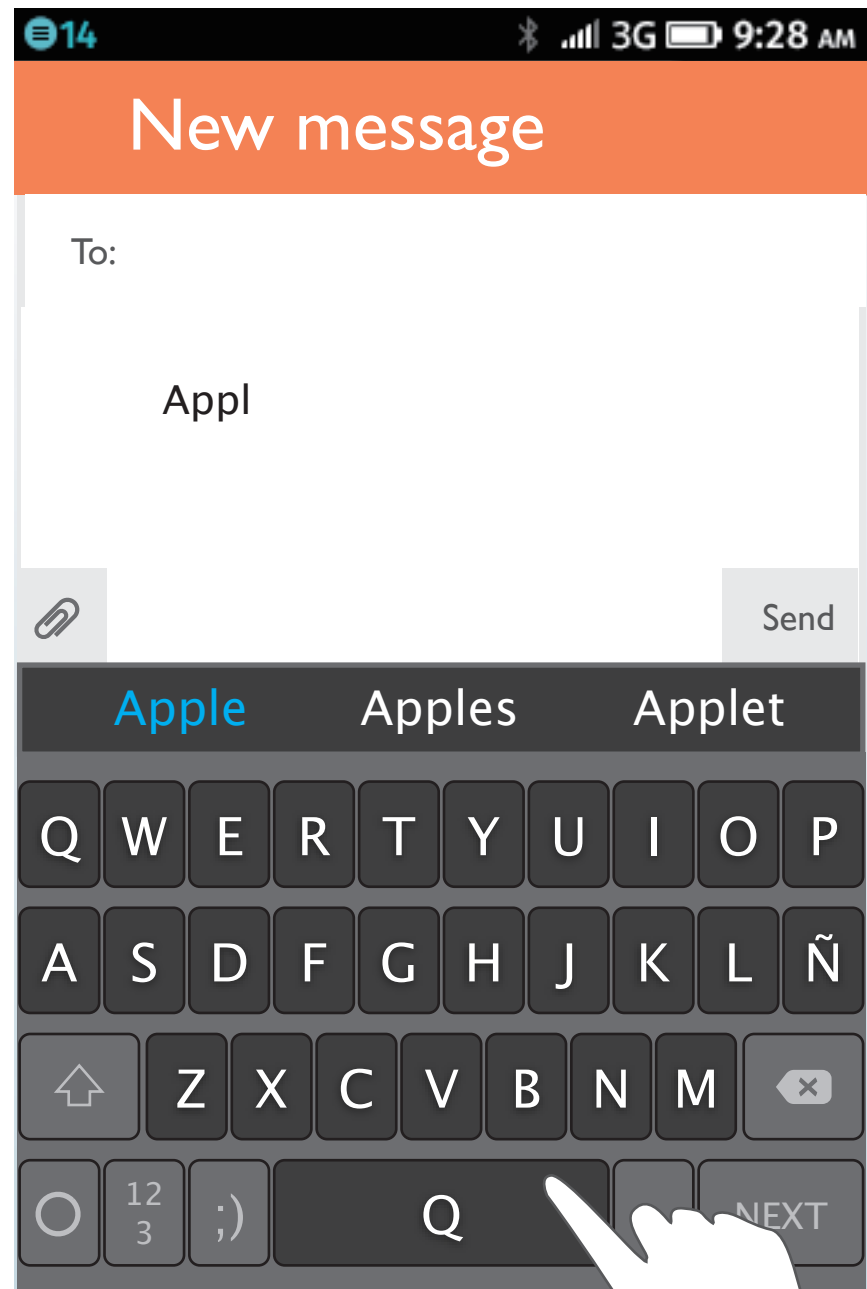 14 3G 9:28 AM
New message
To:
Appl
Send
Apple Apples Applet
Q W E R T Y U I O P
A S D F G H J K L Ñ
Z X C V B N M
12
3
;) Q NEXT